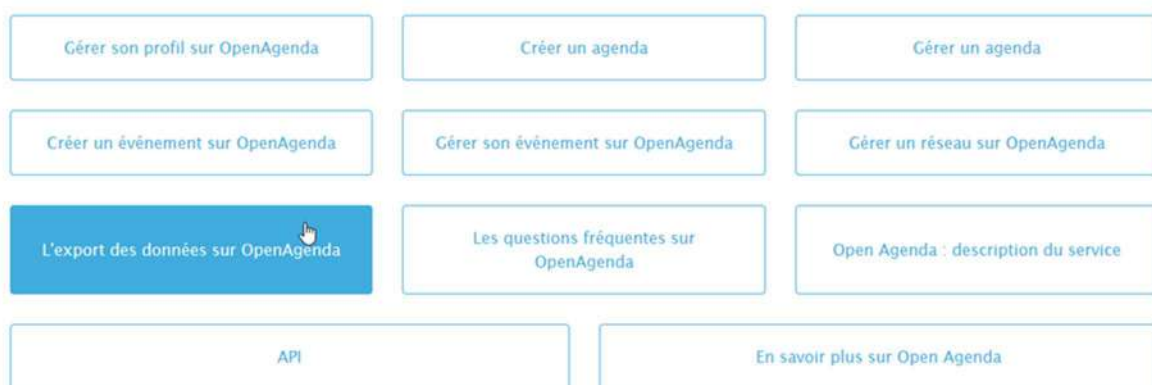 Gérer son profil sur OpenAgenda
Créer un agenda
Gérer un agenda
Créer un événement sur OpenAgenda
Gérer son événement sur OpenAgenda
Gérer un réseau sur OpenAgenda
L'export des données sur OpenAgenda
Les questions fréquentes sur
OpenAgenda
Open Agenda : description du service
API
En savoir plus sur Open Agenda